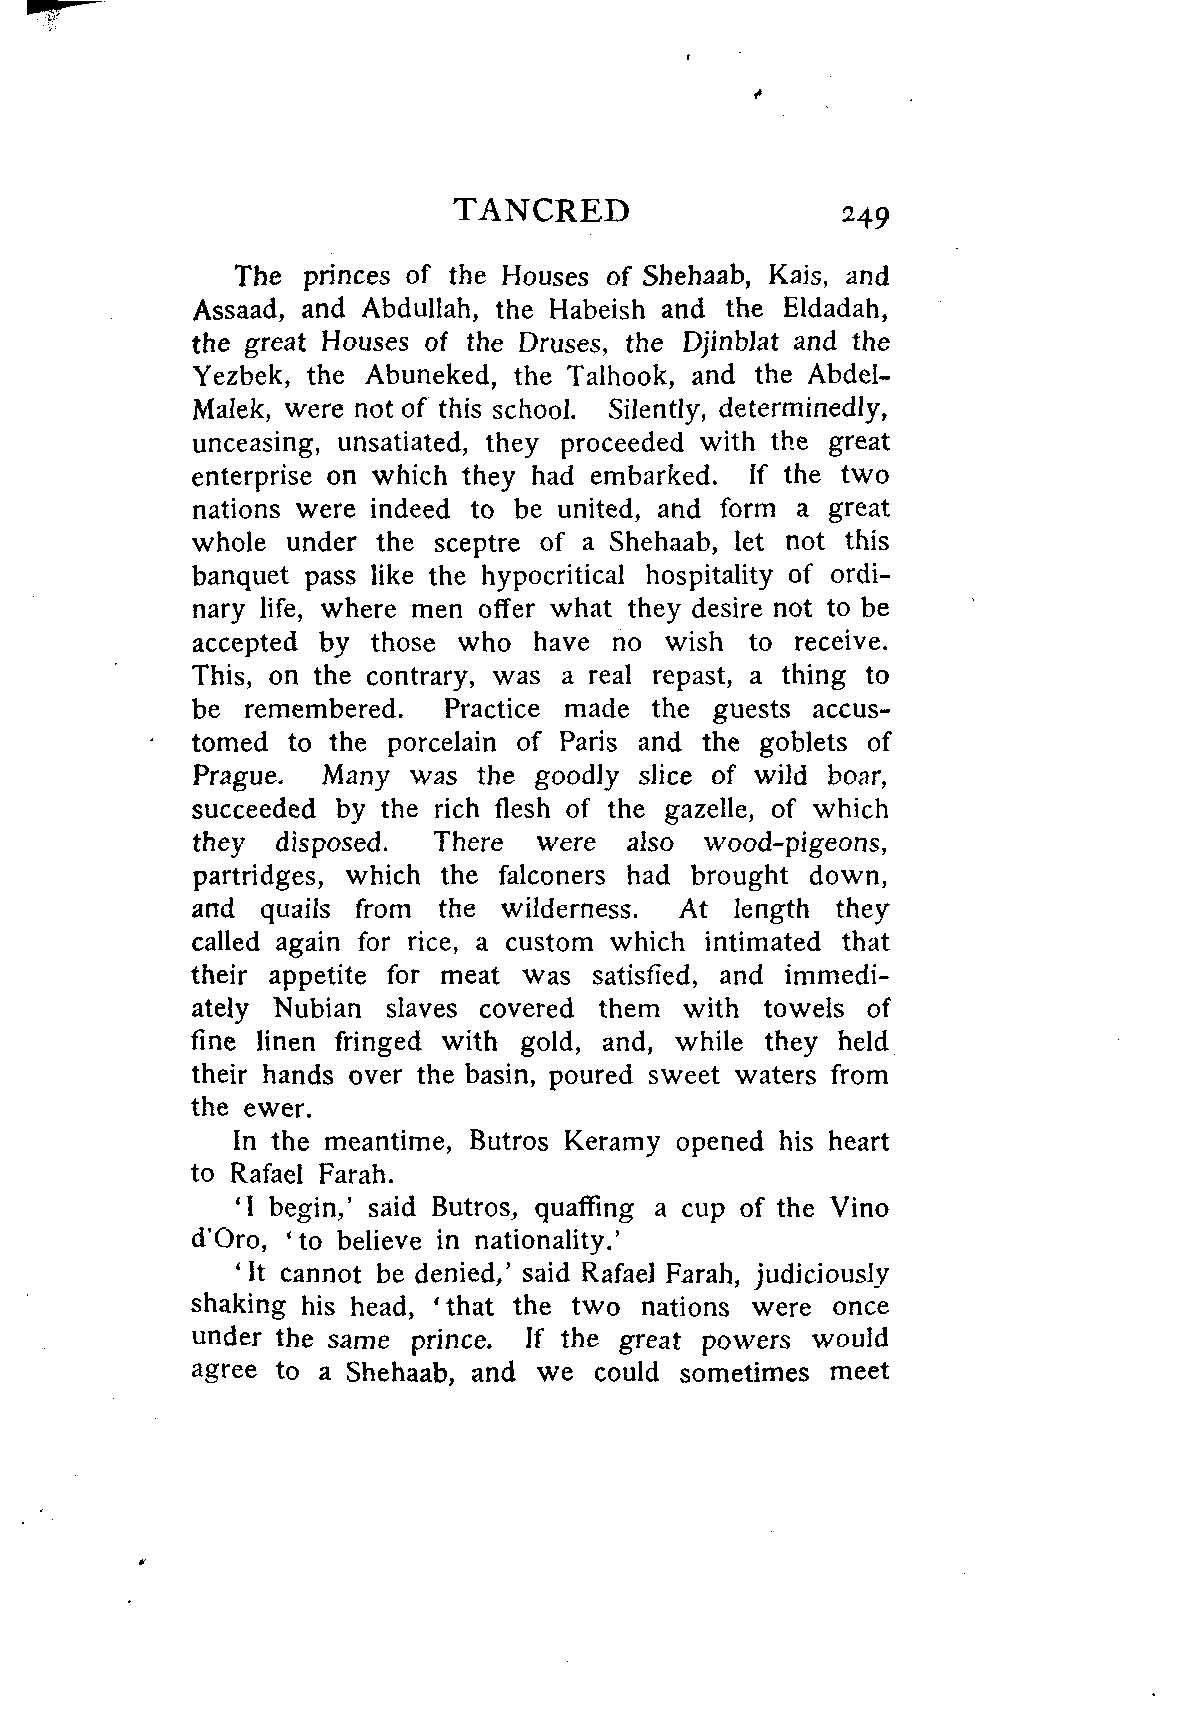 TANCRED 249
The princes of the Houses of Shehaab, Kais, and
Assaad, and Abdullah, the Habeish and the Eldadah,
the great Houses of the Druses, the Djinblat and the
Yezbek, the Abuneked, the Talhook, and the Abdel-
Malek, were not of this school. Silently, determinedly,
unceasing, unsatiated, they proceeded with the great
enterprise on which they had embarked. If the two
nations were indeed to be united, and form a great
whole under the sceptre of a Shehaab, let not this
banquet pass like the hypocritical hospitality of ordi-
nary life, where men offer what they desire not to be
accepted by those who have no wish to receive.
This, on the contrary, was a real repast, a thing to
be remembered. Practice made the guests accus-
tomed to the porcelain of Paris and the goblets of
Prague. Many was the goodly slice of wild boar,
succeeded by the rich flesh of the gazelle, of which
they disposed. There were also wood-pigeons,
partridges, which the falconers had brought down,
and quails from the wilderness. At length they
called again for rice, a custom which intimated that
their appetite for meat was satisfied, and immedi-
ately Nubian slaves covered them with towels of
fine linen fringed with gold, and, while they held
their hands over the basin, poured sweet waters from
the ewer.
In the meantime, Butros Keramy opened his heart
to Rafael Farah.
‘I begin,’ said Butros, quaffing a cup of the Vino
d’Oro, ‘to believe in nationality.’
‘It cannot be denied,’ said Rafael Farah, judiciously
shaking his head, ‘that the two nations were once
under the same prince. If the great powers would
agree to a Shehaab, and we could sometimes meet